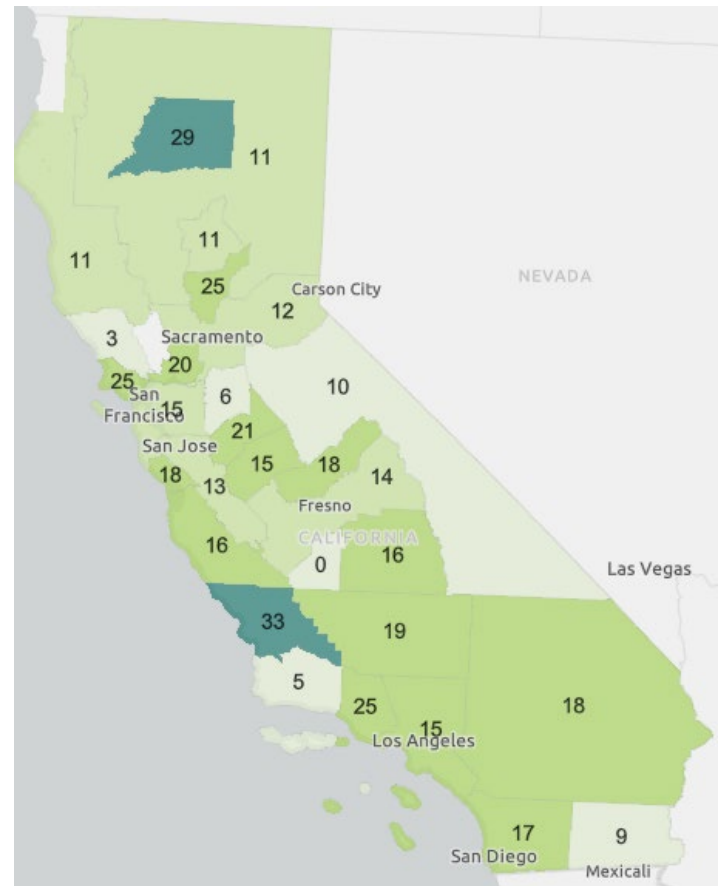 29
11
11
11
25
Carson City
NEVADA
12
3
Sacramento
20
25
San
Francisco
15
6
10
21
San Jose
15
18
18
13
14
Fresno
16
CALIFORNIA
0
16
Las Vegas
33
19
5
25
15
18
Los Angeles
17
9
San Diego
Mexicali